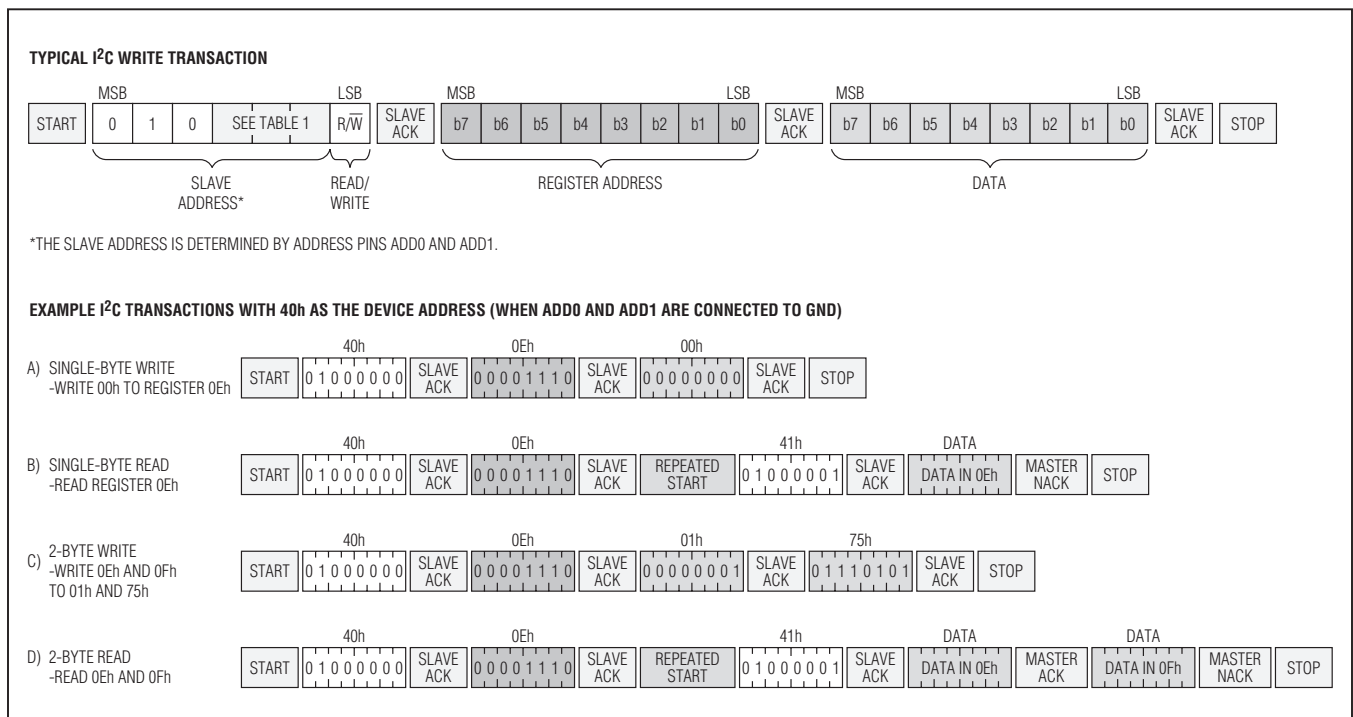 TYPICAL I2C WRITE TRANSACTION
MSB LSB MSB LSB MSB LSB
START 0 1 0 SEE TABLE 1 R/W̅ SLAVE ACK b7 b6 b5 b4 b3 b2 b1 b0 SLAVE ACK b7 b6 b5 b4 b3 b2 b1 b0 SLAVE ACK STOP
SLAVE ADDRESS* READ/WRITE REGISTER ADDRESS DATA
*THE SLAVE ADDRESS IS DETERMINED BY ADDRESS PINS ADD0 AND ADD1.
EXAMPLE I2C TRANSACTIONS WITH 40h AS THE DEVICE ADDRESS (WHEN ADD0 AND ADD1 ARE CONNECTED TO GND)
40h 0Eh 00h
A) SINGLE-BYTE WRITE
-WRITE 00h TO REGISTER 0Eh
START 0 1 0 0 0 0 0 0 SLAVE ACK 0 0 0 0 1 1 1 0 SLAVE ACK 0 0 0 0 0 0 0 0 SLAVE ACK STOP
40h 0Eh 41h DATA
B) SINGLE-BYTE READ
-READ REGISTER 0Eh
START 0 1 0 0 0 0 0 0 SLAVE ACK 0 0 0 0 1 1 1 0 SLAVE ACK REPEATED START 0 1 0 0 0 0 0 1 SLAVE ACK DATA IN 0Eh MASTER NACK STOP
40h 0Eh 01h 75h
C) 2-BYTE WRITE
-WRITE 0Eh AND 0Fh
TO 01h AND 75h
START 0 1 0 0 0 0 0 0 SLAVE ACK 0 0 0 0 1 1 1 0 SLAVE ACK 0 0 0 0 0 0 0 1 SLAVE ACK 0 1 1 1 0 1 0 1 SLAVE ACK STOP
40h 0Eh 41h DATA DATA
D) 2-BYTE READ
-READ 0Eh AND 0Fh
START 0 1 0 0 0 0 0 0 SLAVE ACK 0 0 0 0 1 1 1 0 SLAVE ACK REPEATED START 0 1 0 0 0 0 0 1 SLAVE ACK DATA IN 0Eh MASTER ACK DATA IN 0Fh MASTER NACK STOP